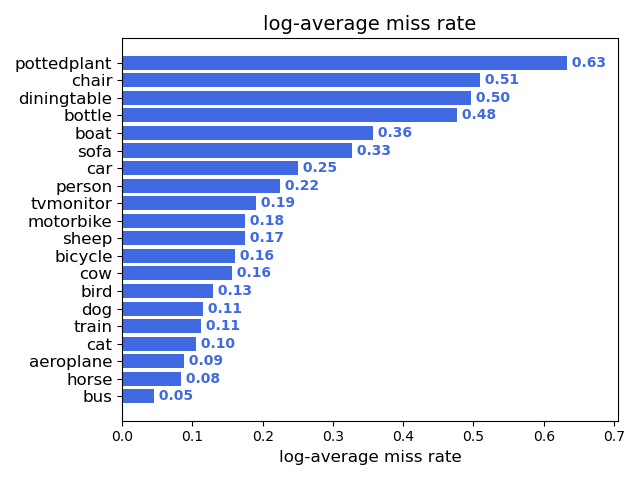 log-average miss rate
pottedplant 0.63
chair 0.51
diningtable 0.50
bottle 0.48
boat 0.36
sofa 0.33
car 0.25
person 0.22
tvmonitor 0.19
motorbike 0.18
sheep 0.17
bicycle 0.16
cow 0.16
bird 0.13
dog 0.11
train 0.11
cat 0.10
aeroplane 0.09
horse 0.08
bus 0.05
0.0 0.1 0.2 0.3 0.4 0.5 0.6 0.7
log-average miss rate